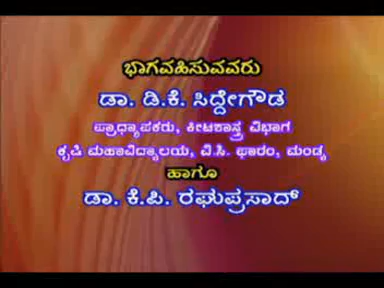 ಭಾಗವಹಿಸುವವರು
ಡಾ. ಡಿ.ಕೆ. ಸಿದ್ದೇಗೌಡ
ಪ್ರಾಧ್ಯಾಪಕರು, ಕೀಟಶಾಸ್ತ್ರ ವಿಭಾಗ
ಕೃಷಿ ಮಹಾವಿದ್ಯಾಲಯ, ವಿ.ಸಿ. ಫಾರಂ, ಮಂಡ್ಯ
ಹಾಗೂ
ಡಾ. ಕೆ.ಪಿ. ರಘುಪ್ರಸಾದ್